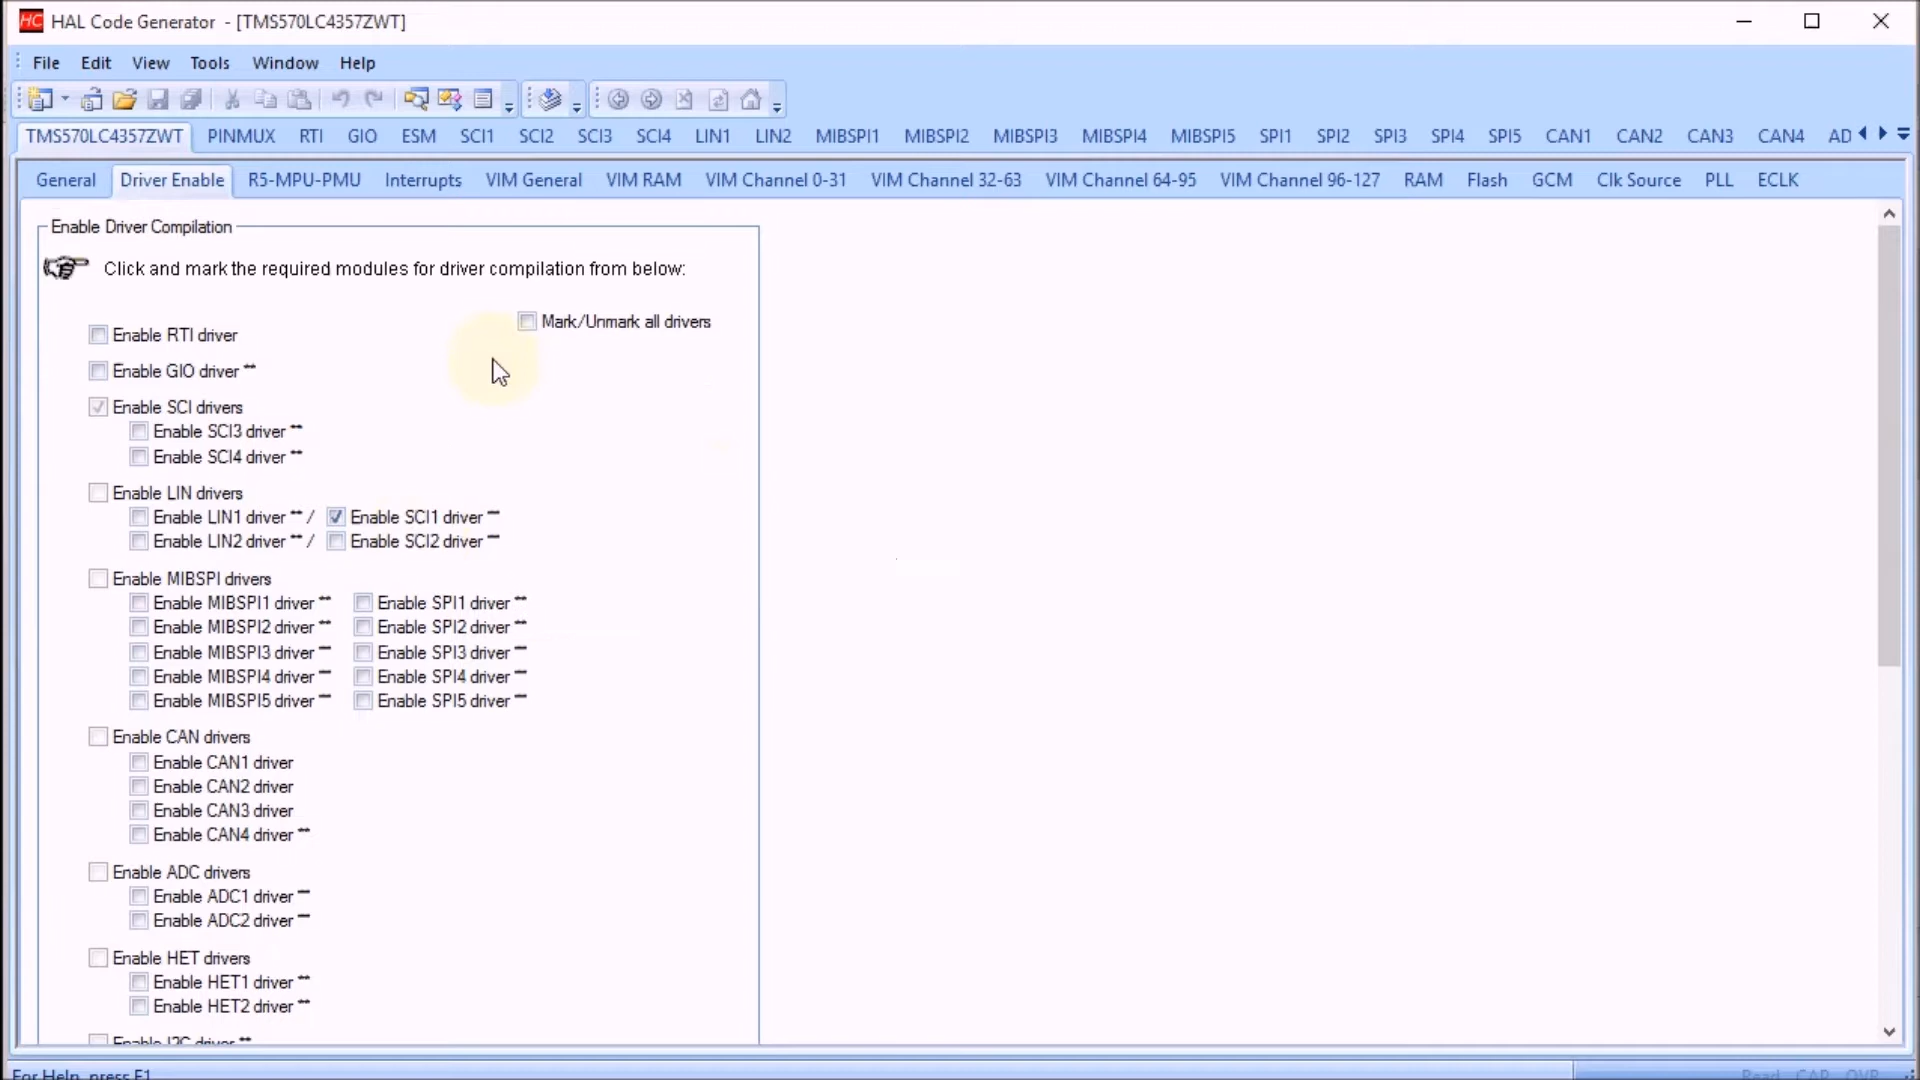 HC HAL Code Generator - [TMS570LC4357ZWT]
File Edit View Tools Window Help
TMS570LC4357ZWT PINMUX RTI GIO ESM SCI1 SCI2 SCI3 SCI4 LIN1 LIN2 MIBSPI1 MIBSPI2 MIBSPI3 MIBSPI4 MIBSPI5 SPI1 SPI2 SPI3 SPI4 SPI5 CAN1 CAN2 CAN3 CAN4 AD
General Driver Enable R5-MPU-PMU Interrupts VIM General VIM RAM VIM Channel 0-31 VIM Channel 32-63 VIM Channel 64-95 VIM Channel 96-127 RAM Flash GCM Clk Source PLL ECLK
Enable Driver Compilation
Click and mark the required modules for driver compilation from below:
Mark/Unmark all drivers
Enable RTI driver
Enable GIO driver **
Enable SCI drivers
Enable SCI3 driver **
Enable SCI4 driver **
Enable LIN drivers
Enable LIN1 driver ** / Enable SCI1 driver **
Enable LIN2 driver ** / Enable SCI2 driver **
Enable MIBSPI drivers
Enable MIBSPI1 driver ** Enable SPI1 driver **
Enable MIBSPI2 driver ** Enable SPI2 driver **
Enable MIBSPI3 driver ** Enable SPI3 driver **
Enable MIBSPI4 driver ** Enable SPI4 driver **
Enable MIBSPI5 driver ** Enable SPI5 driver **
Enable CAN drivers
Enable CAN1 driver
Enable CAN2 driver
Enable CAN3 driver
Enable CAN4 driver **
Enable ADC drivers
Enable ADC1 driver **
Enable ADC2 driver **
Enable HET drivers
Enable HET1 driver **
Enable HET2 driver **
Enable I2C driver **
For Help, press F1 Read CAP OVR